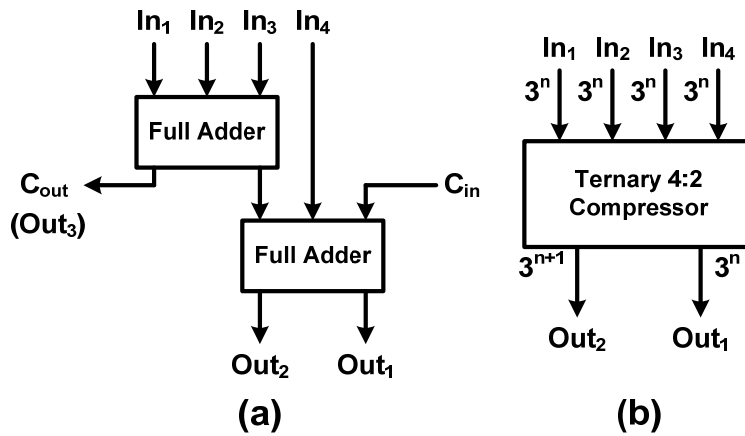 In₁ In₂ In₃ In₄
Full Adder
Cout
(Out₃)
Cin
Full Adder
Out₂ Out₁
(a)
In₁ In₂ In₃ In₄
3ⁿ 3ⁿ 3ⁿ 3ⁿ
Ternary 4:2
Compressor
3ⁿ⁺¹ 3ⁿ
Out₂ Out₁
(b)